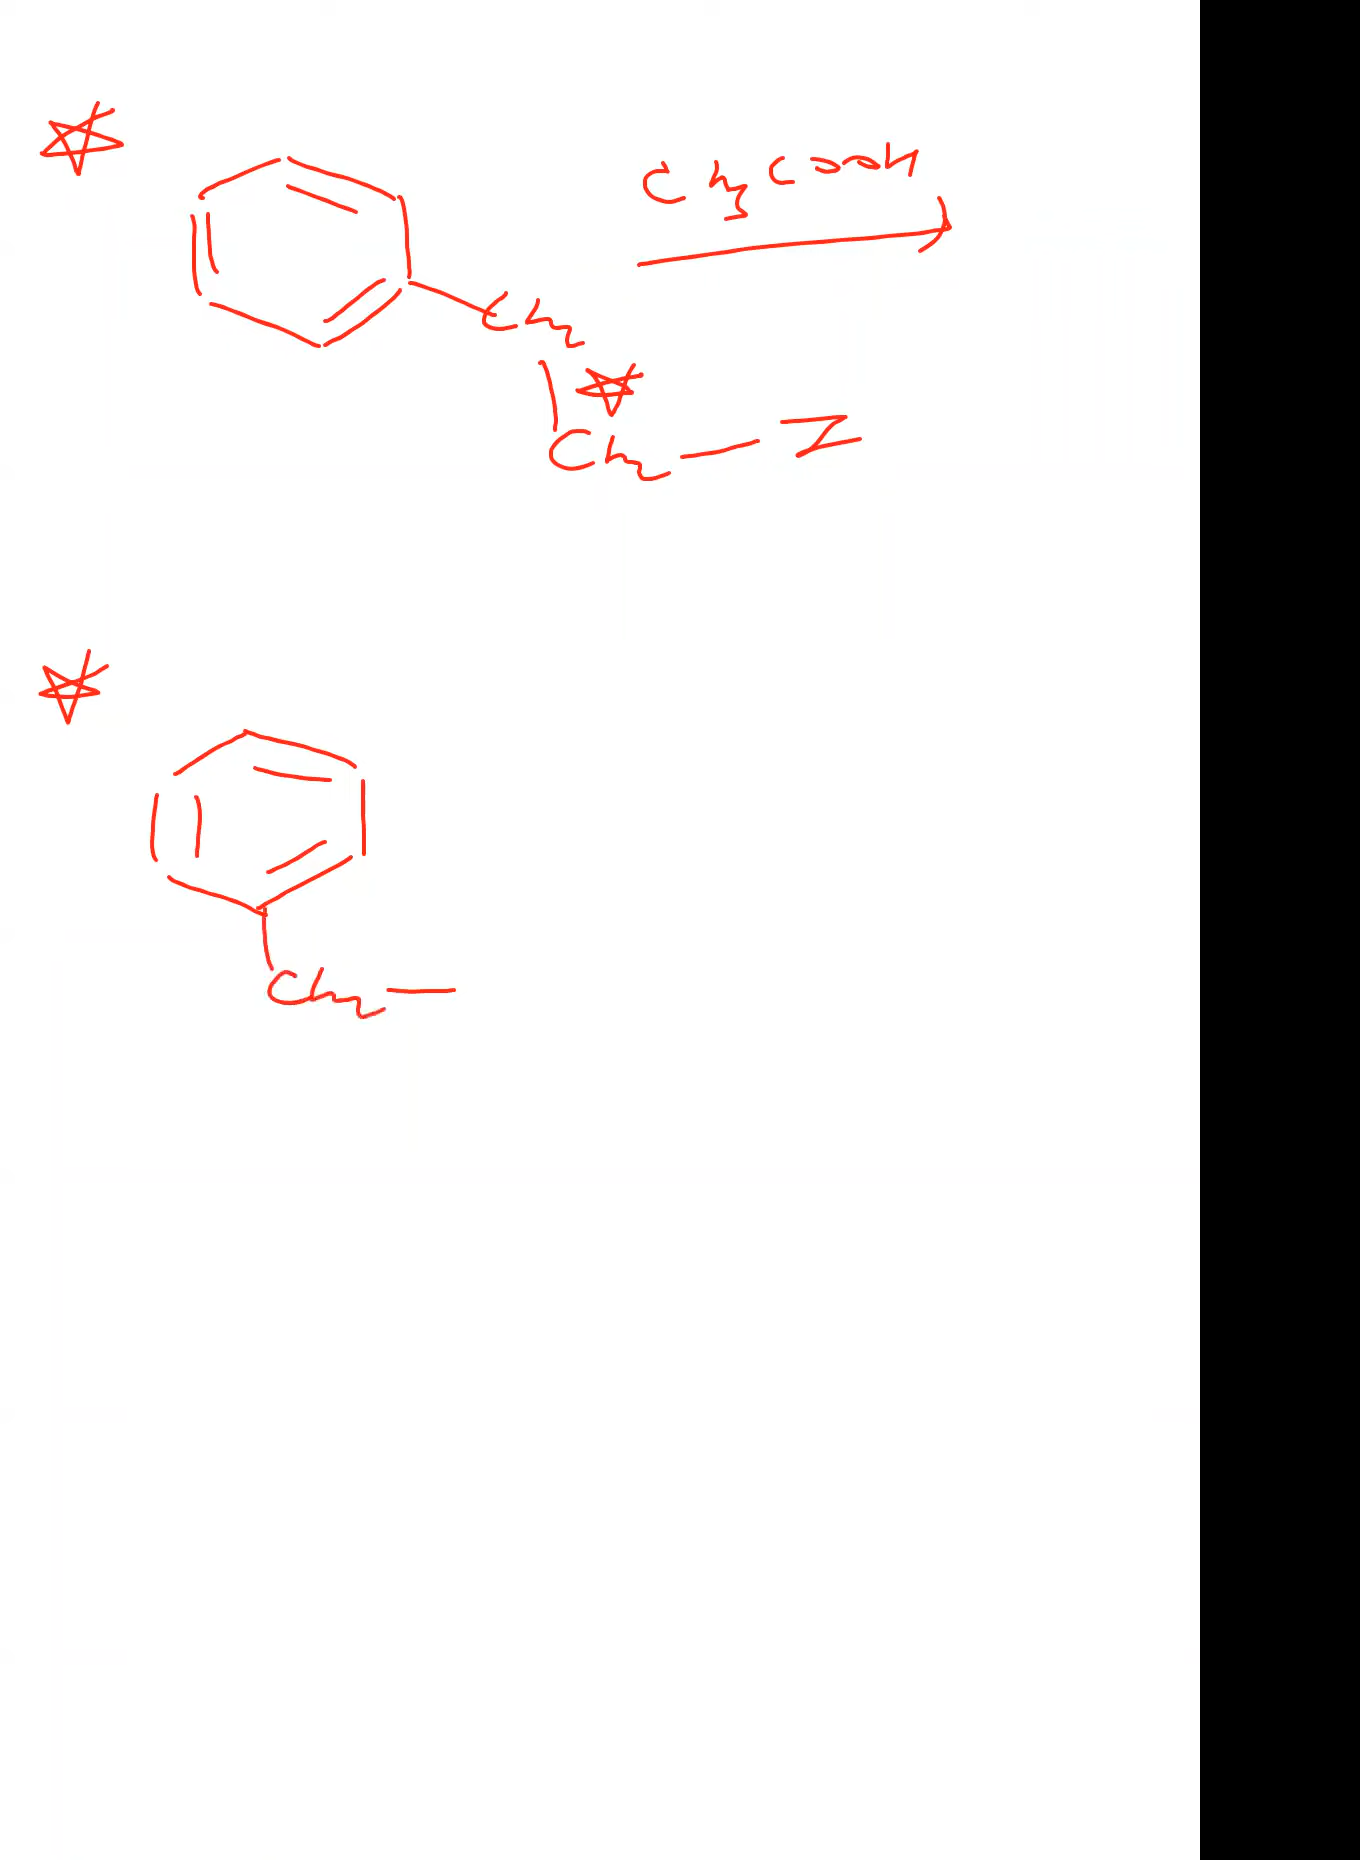 CH₃COOH
CH₂
CH₂ — Z
CH₂ —